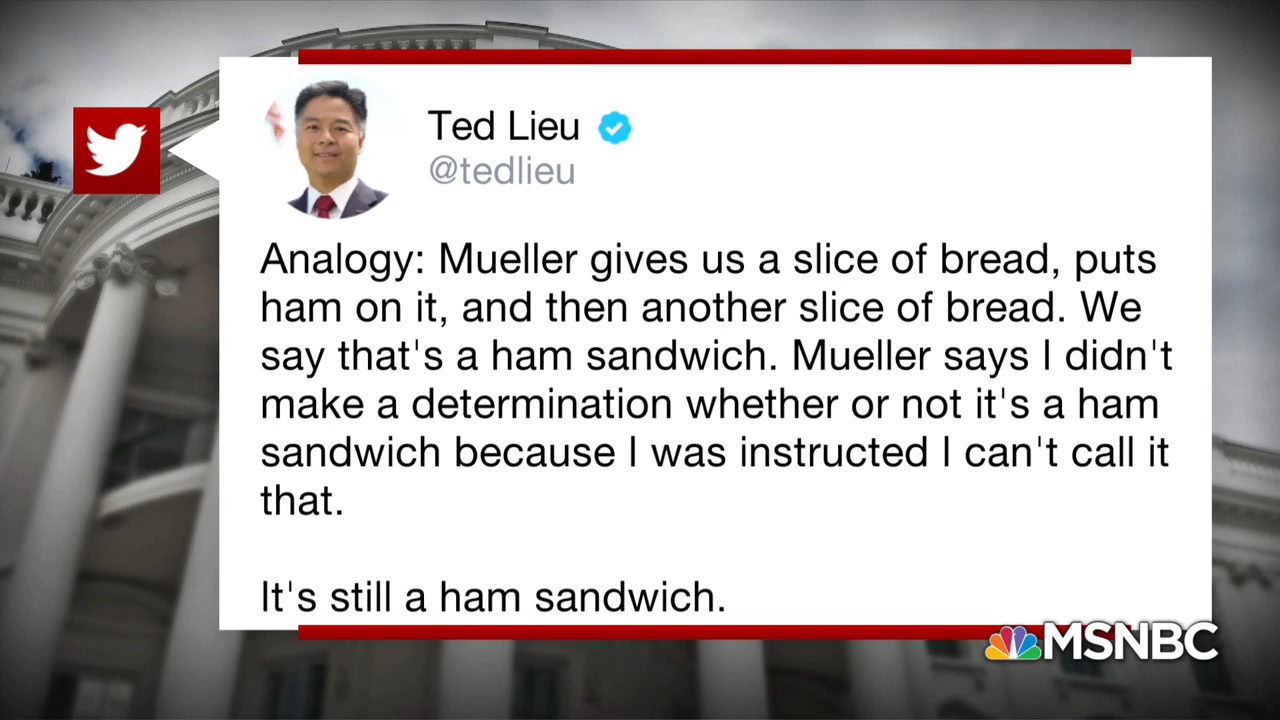 Ted Lieu
@tedlieu
Analogy: Mueller gives us a slice of bread, puts
ham on it, and then another slice of bread. We
say that's a ham sandwich. Mueller says I didn't
make a determination whether or not it's a ham
sandwich because I was instructed I can't call it
that.
It's still a ham sandwich.
MSNBC